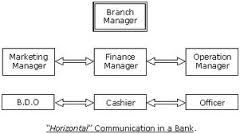 Branch
Manager
Marketing Manager
Finance Manager
Operation Manager
B.D.O
Cashier
Officer
"Horizontal" Communication in a Bank.